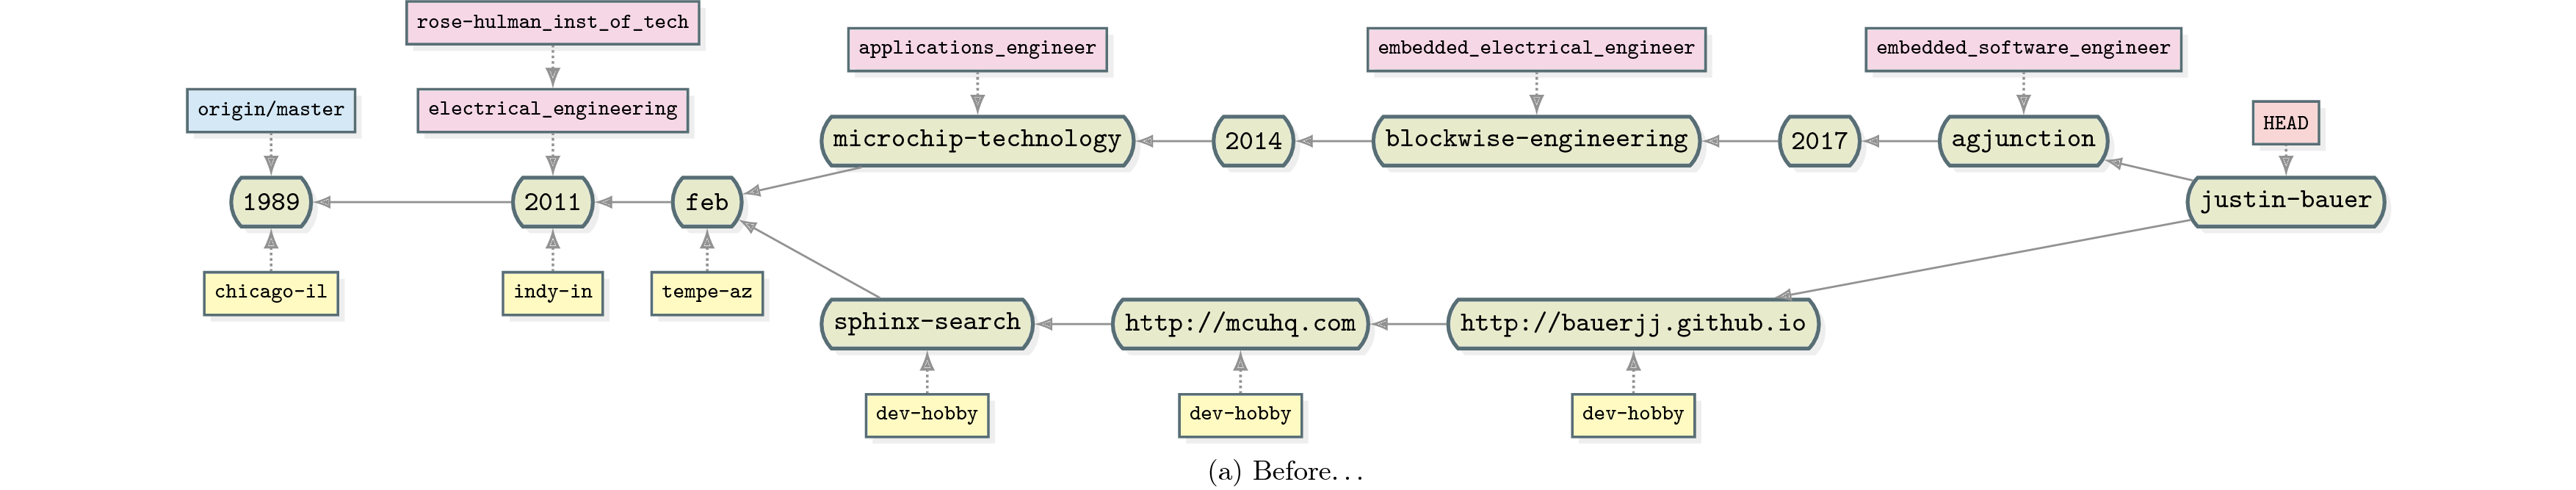 rose-hulman_inst_of_tech
applications_engineer
embedded_electrical_engineer
embedded_software_engineer
origin/master
electrical_engineering
HEAD
microchip-technology
2014
blockwise-engineering
2017
agjunction
1989
2011
feb
justin-bauer
chicago-il
indy-in
tempe-az
sphinx-search
http://mcuhq.com
http://bauerjj.github.io
dev-hobby
dev-hobby
dev-hobby
(a) Before...